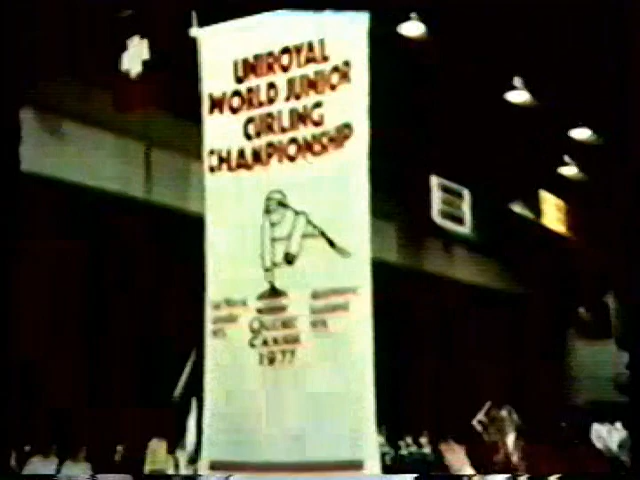 UNIROYAL
WORLD JUNIOR
CURLING
CHAMPIONSHIP
QUEBEC
CANADA
1977